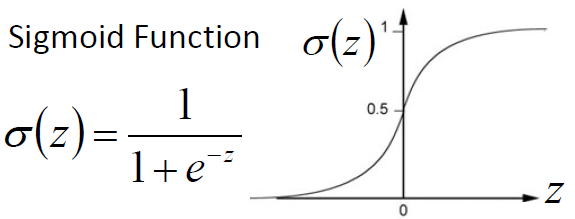 Sigmoid Function
σ(z) = 1 / (1 + e^{-z})
σ(z)
1
0.5
0
z